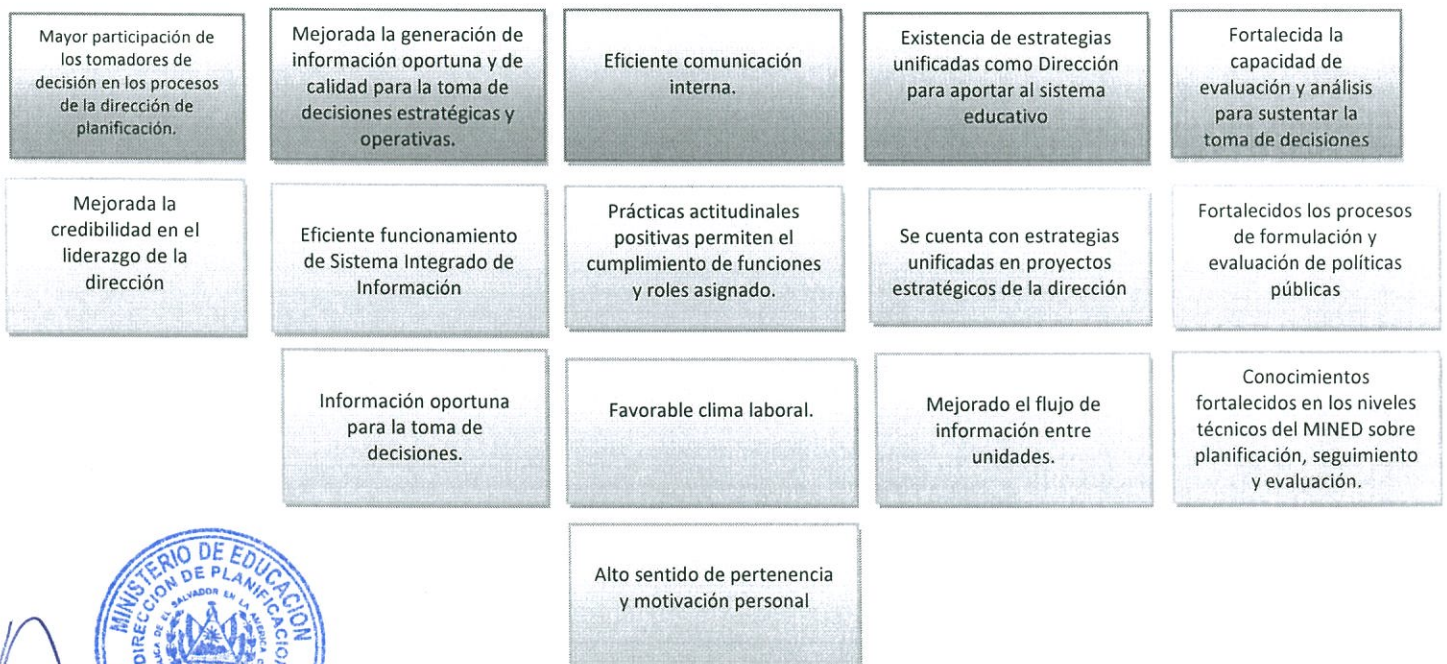 Mayor participación de
los tomadores de
decisión en los procesos
de la dirección de
planificación.
Mejorada la generación de
información oportuna y de
calidad para la toma de
decisiones estratégicas y
operativas.
Eficiente comunicación
interna.
Existencia de estrategias
unificadas como Dirección
para aportar al sistema
educativo
Fortalecida la
capacidad de
evaluación y análisis
para sustentar la
toma de decisiones
Mejorada la
credibilidad en el
liderazgo de la
dirección
Eficiente funcionamiento
de Sistema Integrado de
Información
Prácticas actitudinales
positivas permiten el
cumplimiento de funciones
y roles asignado.
Se cuenta con estrategias
unificadas en proyectos
estratégicos de la dirección
Fortalecidos los procesos
de formulación y
evaluación de políticas
públicas
Información oportuna
para la toma de
decisiones.
Favorable clima laboral.
Mejorado el flujo de
información entre
unidades.
Conocimientos
fortalecidos en los niveles
técnicos del MINED sobre
planificación, seguimiento
y evaluación.
Alto sentido de pertenencia
y motivación personal
MINISTERIO DE EDUCACION
DIRECCION DE PLANIFICACION
EL SALVADOR EN LA AMERICA